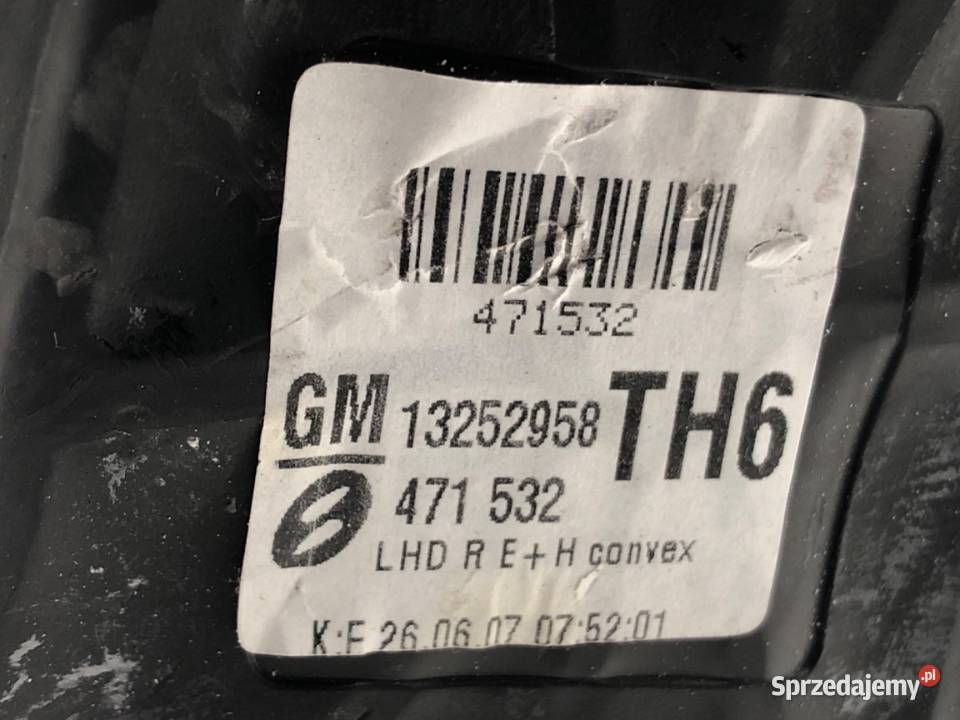 471532
GM 13252958 TH6
471 532
LHD R E+H convex
K:F 26.06.07 07:52:01
Sprzedajemy.pl